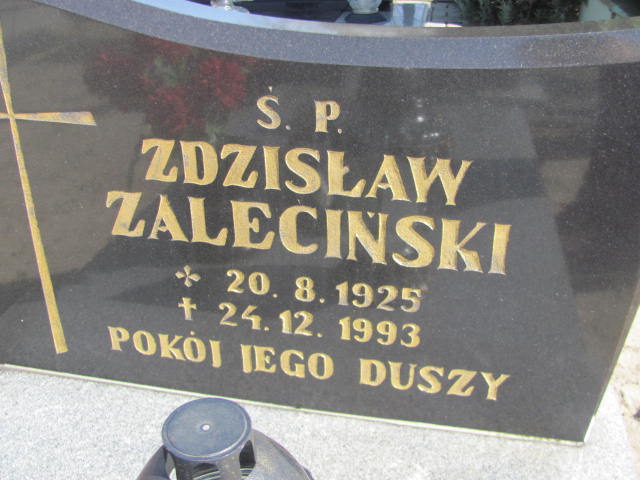 Ś. P.
ZDZISŁAW
ZALECIŃSKI
20. 8. 1925
✝ 24. 12. 1993
POKÓJ JEGO DUSZY